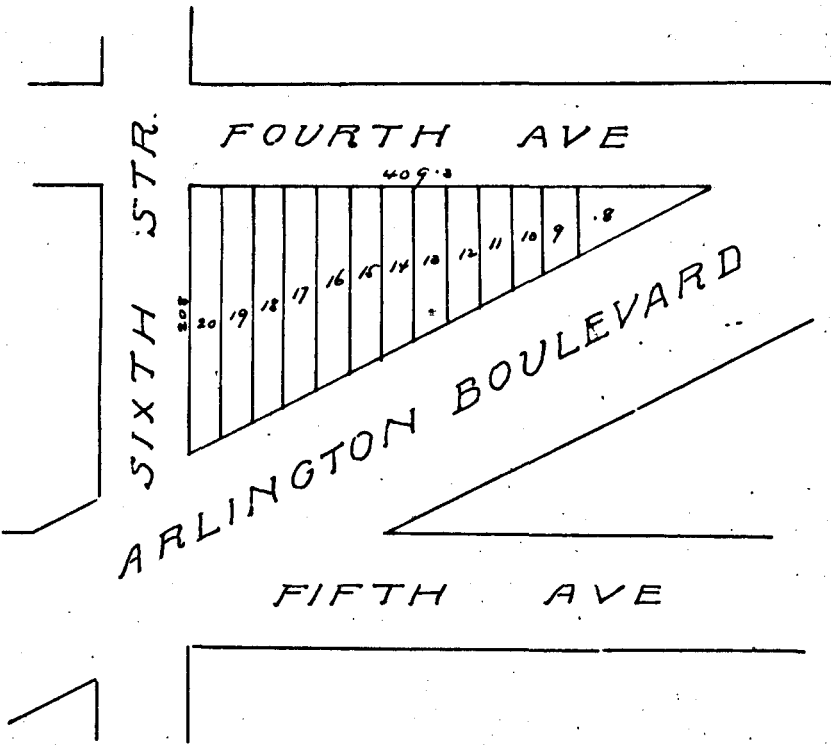 FOURTH AVE
409.3
SIXTH STR.
208
20 19 18 17 16 15 14 13 12 11 10 9 8
ARLINGTON BOULEVARD
FIFTH AVE